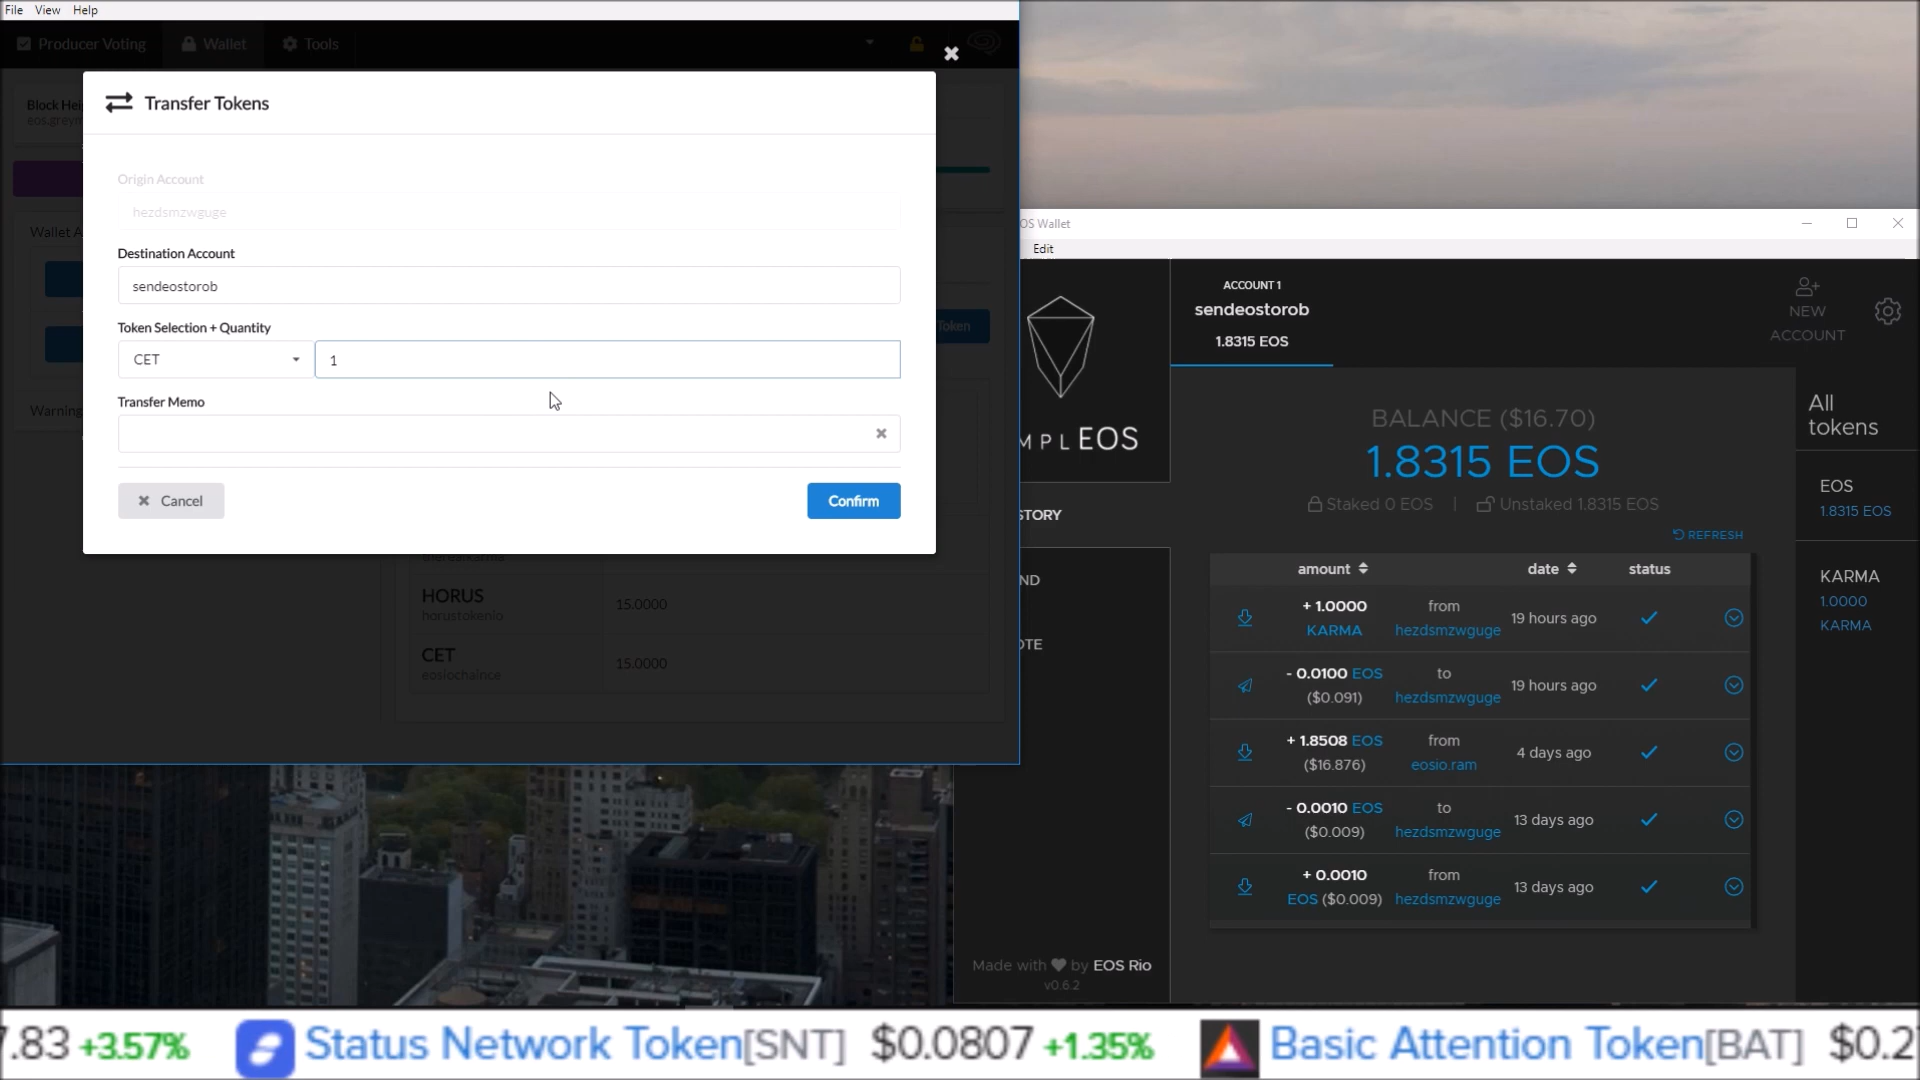 File View Help
Producer Voting Wallet Tools
Block Hei
Transfer Tokens
Origin Account
hezdsmzwguge
Destination Account
sendeostorob
Token Selection + Quantity
CET
1
Transfer Memo
Cancel
Confirm
Wallet A
Token
Warning
HORUS
horustokenio
15.0000
CET
eosiochaince
15.0000
OS Wallet
Edit
MPLEOS
STORY
ND
OTE
Made with by EOS Rio
v0.6.2
ACCOUNT 1
sendeostorob
1.8315 EOS
NEW
ACCOUNT
BALANCE ($16.70)
1.8315 EOS
Staked 0 EOS | Unstaked 1.8315 EOS
REFRESH
amount date status
+ 1.0000 from 19 hours ago
KARMA hezdsmzwguge
- 0.0100 EOS to 19 hours ago
($0.091) hezdsmzwguge
+ 1.8508 EOS from 4 days ago
($16.876) eosio.ram
- 0.0010 EOS to 13 days ago
($0.009) hezdsmzwguge
+ 0.0010 from 13 days ago
EOS ($0.009) hezdsmzwguge
All
tokens
EOS
1.8315 EOS
KARMA
1.0000
KARMA
7.83 +3.57% Status Network Token[SNT] $0.0807 +1.35% Basic Attention Token[BAT] $0.2